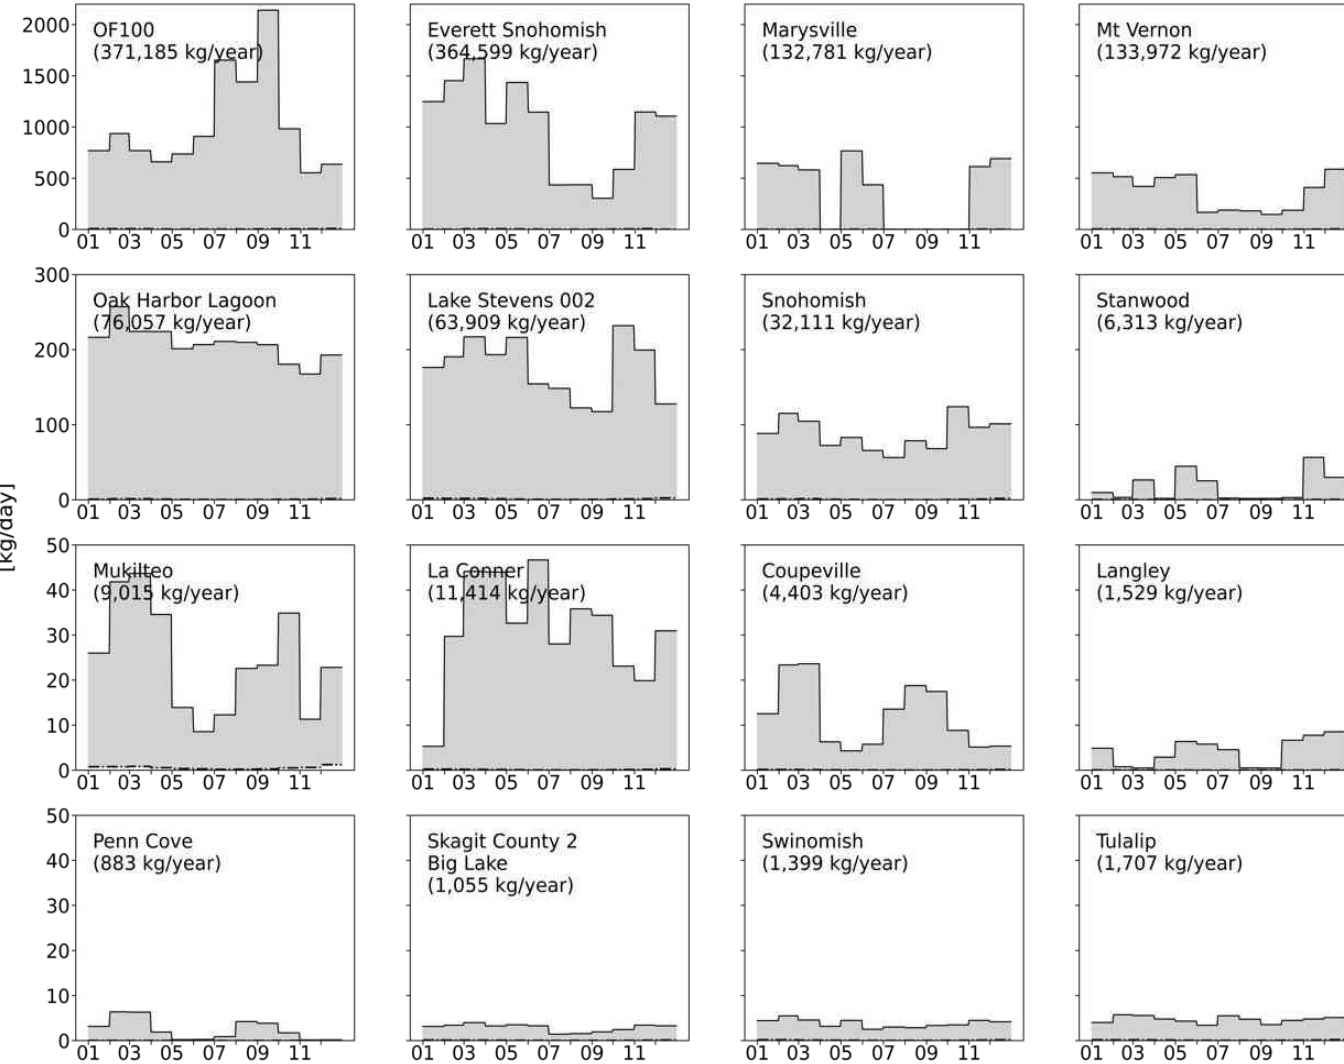 2000
1500
1000
500
0
OF100
(371,185 kg/year)
01 03 05 07 09 11
Everett Snohomish
(364,599 kg/year)
01 03 05 07 09 11
Marysville
(132,781 kg/year)
01 03 05 07 09 11
Mt Vernon
(133,972 kg/year)
01 03 05 07 09 11
300
200
100
0
Oak Harbor Lagoon
(76,057 kg/year)
01 03 05 07 09 11
Lake Stevens 002
(63,909 kg/year)
01 03 05 07 09 11
Snohomish
(32,111 kg/year)
01 03 05 07 09 11
Stanwood
(6,313 kg/year)
01 03 05 07 09 11
[kg/day]
50
40
30
20
10
0
Mukilteo
(9,015 kg/year)
01 03 05 07 09 11
La Conner
(11,414 kg/year)
01 03 05 07 09 11
Coupeville
(4,403 kg/year)
01 03 05 07 09 11
Langley
(1,529 kg/year)
01 03 05 07 09 11
50
40
30
20
10
0
Penn Cove
(883 kg/year)
01 03 05 07 09 11
Skagit County 2
Big Lake
(1,055 kg/year)
01 03 05 07 09 11
Swinomish
(1,399 kg/year)
01 03 05 07 09 11
Tulalip
(1,707 kg/year)
01 03 05 07 09 11